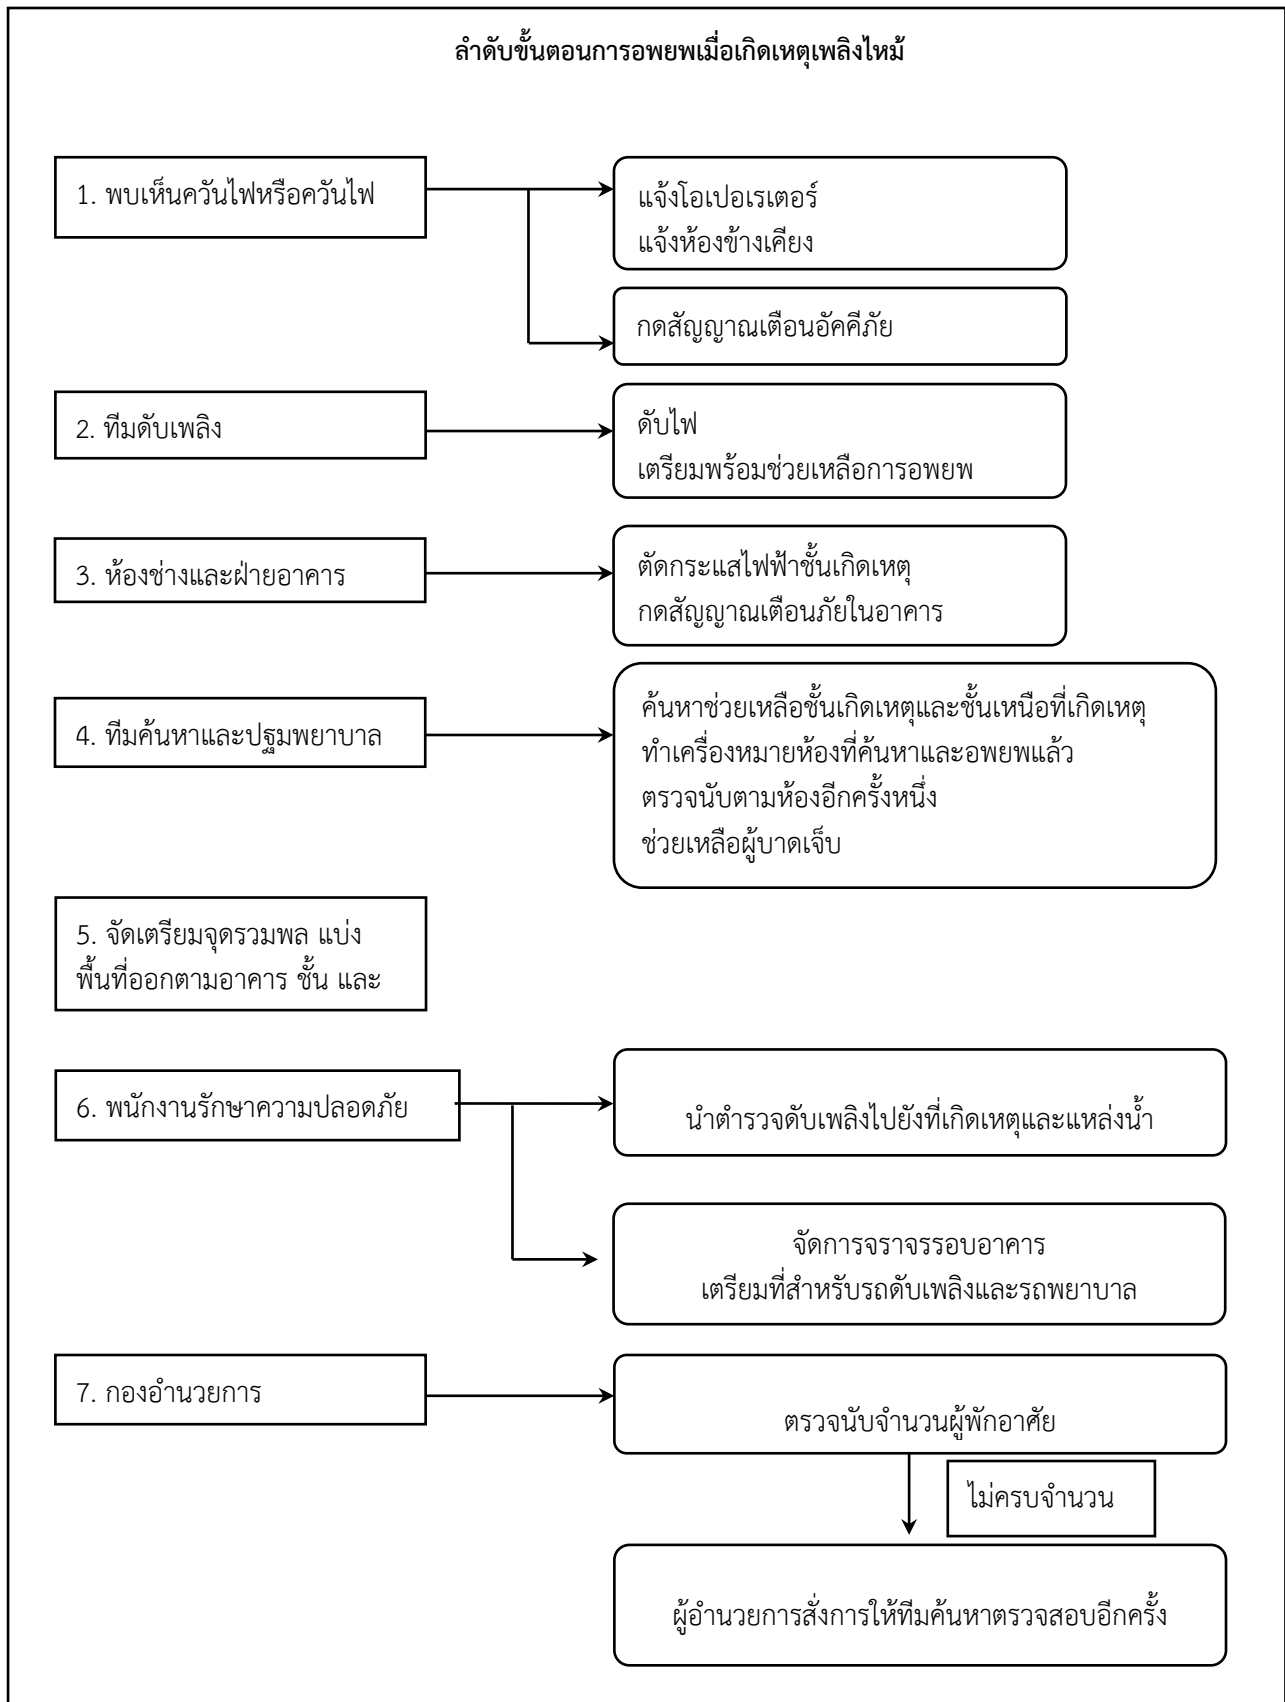 ลำดับขั้นตอนการอพยพเมื่อเกิดเหตุเพลิงไหม้
1. พบเห็นควันไฟหรือควันไฟ
แจ้งโอเปอเรเตอร์
แจ้งห้องข้างเคียง
กดสัญญาณเตือนอัคคีภัย
2. ทีมดับเพลิง
ดับไฟ
เตรียมพร้อมช่วยเหลือการอพยพ
3. ห้องช่างและฝ่ายอาคาร
ตัดกระแสไฟฟ้าชั้นเกิดเหตุ
กดสัญญาณเตือนภัยในอาคาร
4. ทีมค้นหาและปฐมพยาบาล
ค้นหาช่วยเหลือชั้นเกิดเหตุและชั้นเหนือที่เกิดเหตุ
ทำเครื่องหมายห้องที่ค้นหาและอพยพแล้ว
ตรวจนับตามห้องอีกครั้งหนึ่ง
ช่วยเหลือผู้บาดเจ็บ
5. จัดเตรียมจุดรวมพล แบ่ง
พื้นที่ออกตามอาคาร ชั้น และ
6. พนักงานรักษาความปลอดภัย
นำตำรวจดับเพลิงไปยังที่เกิดเหตุและแหล่งน้ำ
จัดการจราจรรอบอาคาร
เตรียมที่สำหรับรถดับเพลิงและรถพยาบาล
7. กองอำนวยการ
ตรวจนับจำนวนผู้พักอาศัย
ไม่ครบจำนวน
ผู้อำนวยการสั่งการให้ทีมค้นหาตรวจสอบอีกครั้ง